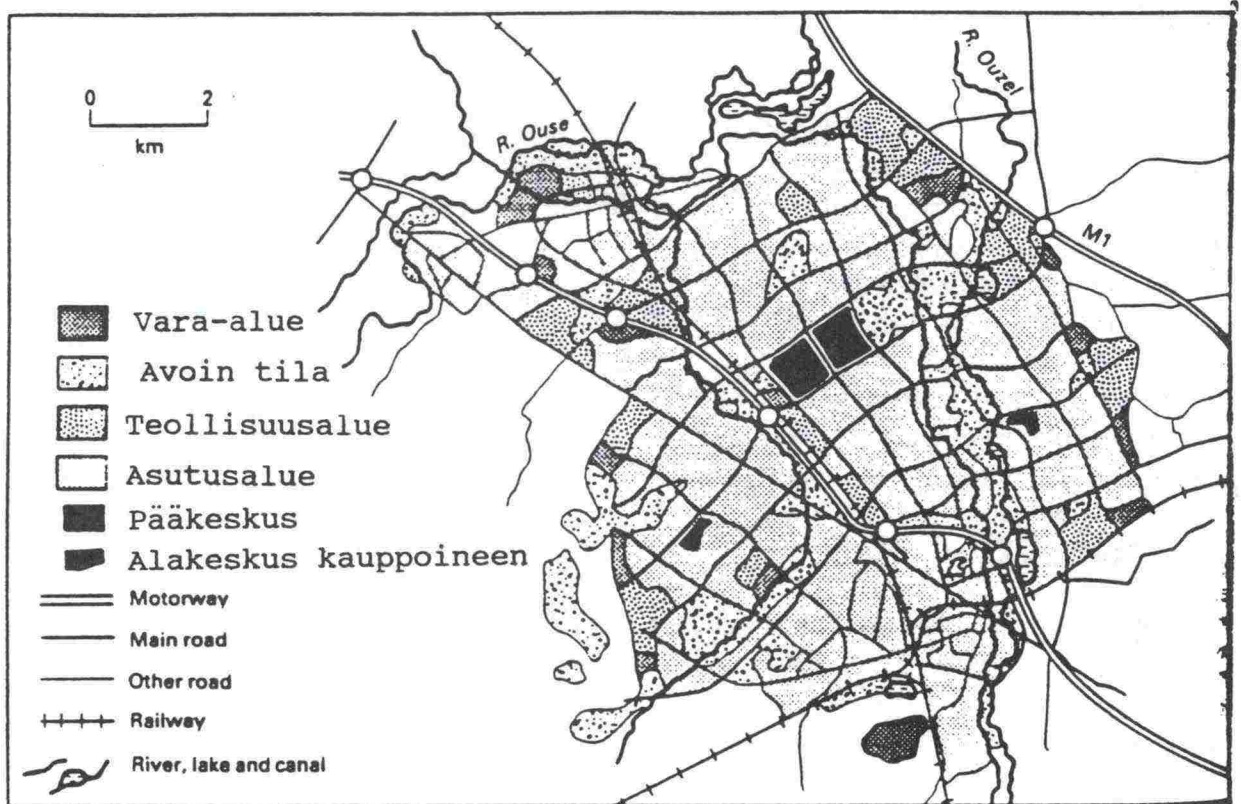 0 2
km
R. Ouse
R. Ouzel
M1
Vara-alue
Avoin tila
Teollisuusalue
Asutusalue
Pääkeskus
Alakeskus kauppoineen
Motorway
Main road
Other road
Railway
River, lake and canal